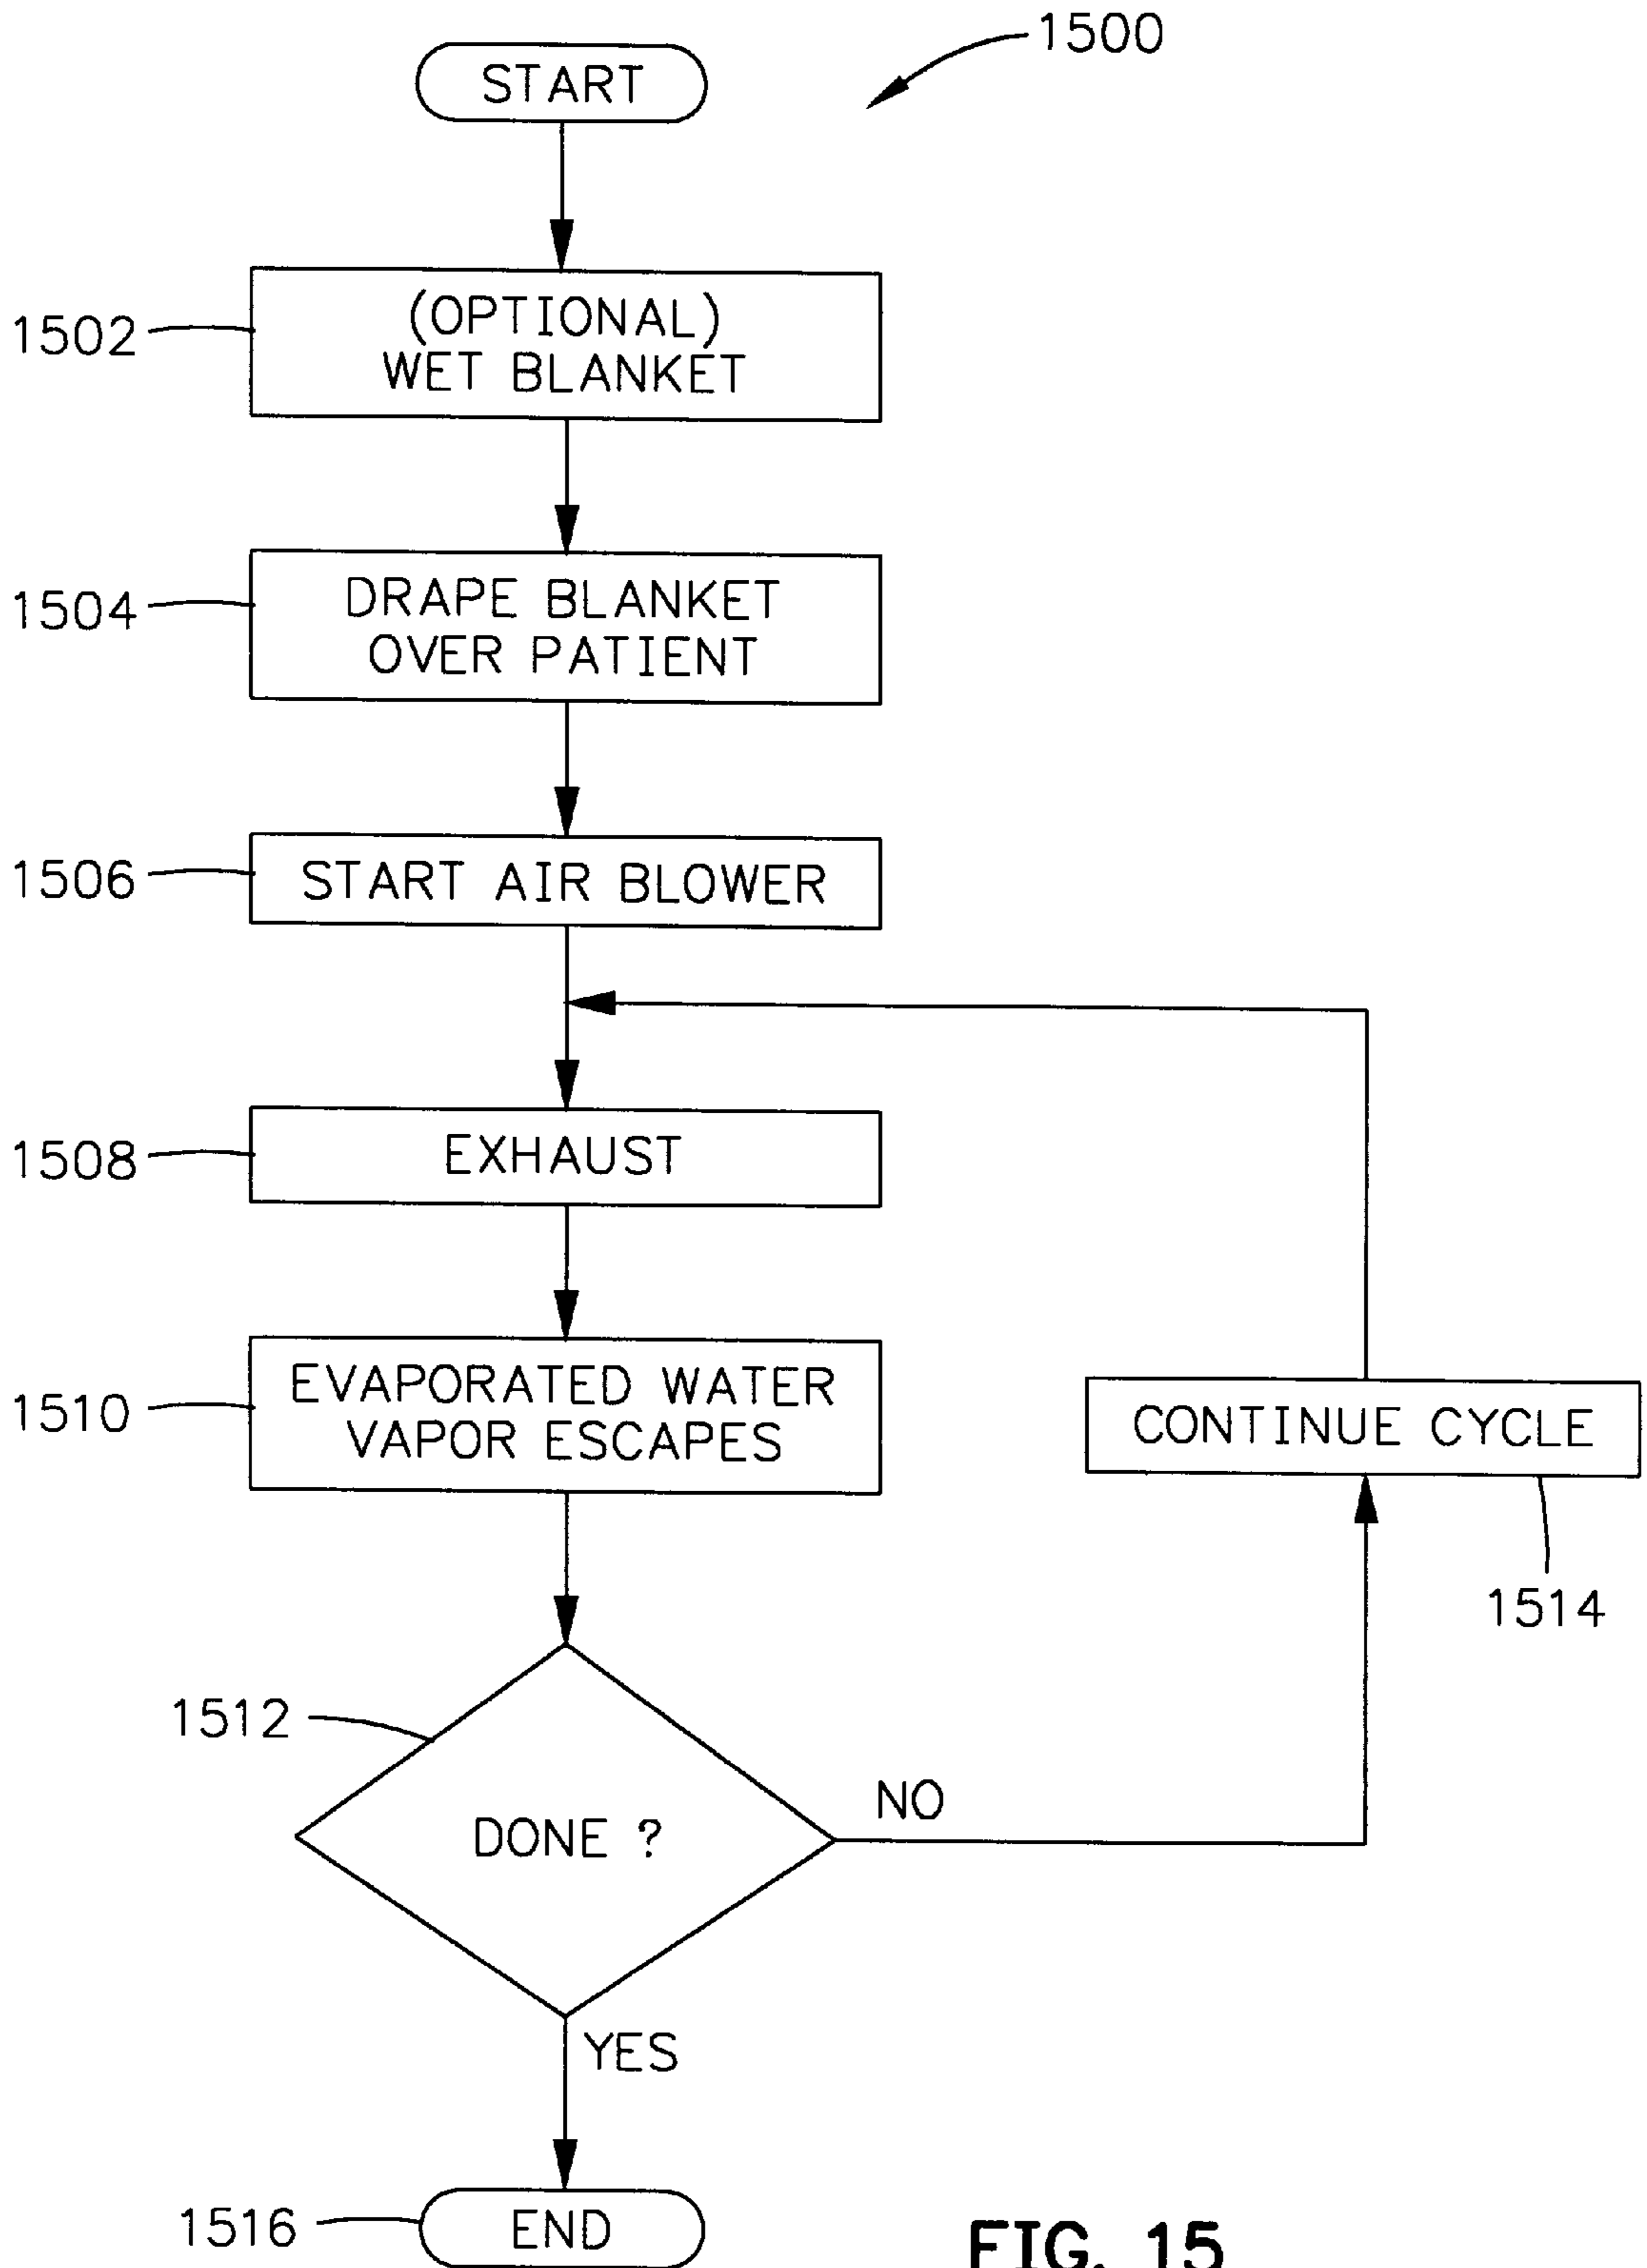 1500
START
1502
(OPTIONAL)
WET BLANKET
1504
DRAPE BLANKET
OVER PATIENT
1506
START AIR BLOWER
1508
EXHAUST
1510
EVAPORATED WATER
VAPOR ESCAPES
CONTINUE CYCLE
1514
1512
DONE ?
NO
YES
1516
END
FIG. 15